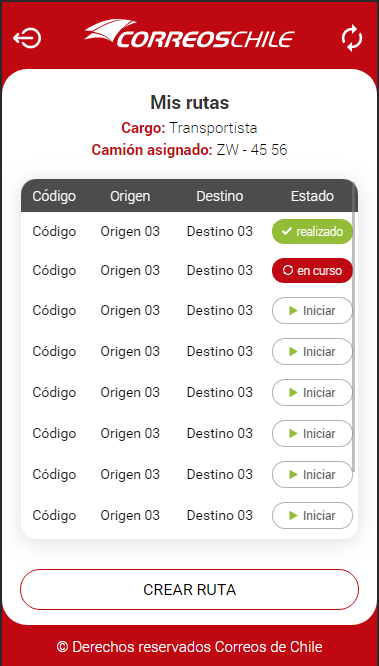 CORREOSCHILE
Mis rutas
Cargo: Transportista
Camión asignado: ZW - 45 56
Código Origen Destino Estado
Código Origen 03 Destino 03 realizado
Código Origen 03 Destino 03 en curso
Código Origen 03 Destino 03 Iniciar
Código Origen 03 Destino 03 Iniciar
Código Origen 03 Destino 03 Iniciar
Código Origen 03 Destino 03 Iniciar
Código Origen 03 Destino 03 Iniciar
Código Origen 03 Destino 03 Iniciar
CREAR RUTA
© Derechos reservados Correos de Chile